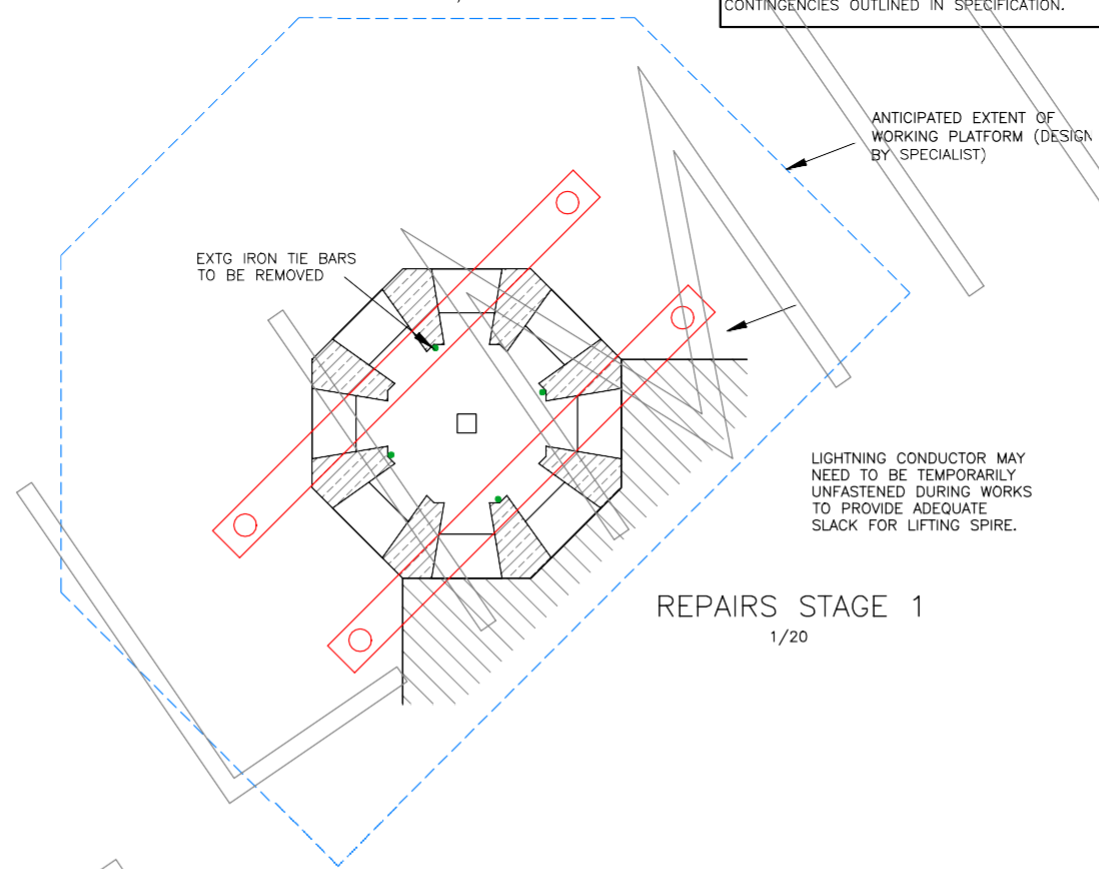 CONTINGENCIES OUTLINED IN SPECIFICATION.
ANTICIPATED EXTENT OF
WORKING PLATFORM (DESIGN
BY SPECIALIST)
EXTG IRON TIE BARS
TO BE REMOVED
LIGHTNING CONDUCTOR MAY
NEED TO BE TEMPORARILY
UNFASTENED DURING WORKS
TO PROVIDE ADEQUATE
SLACK FOR LIFTING SPIRE.
REPAIRS STAGE 1
1/20